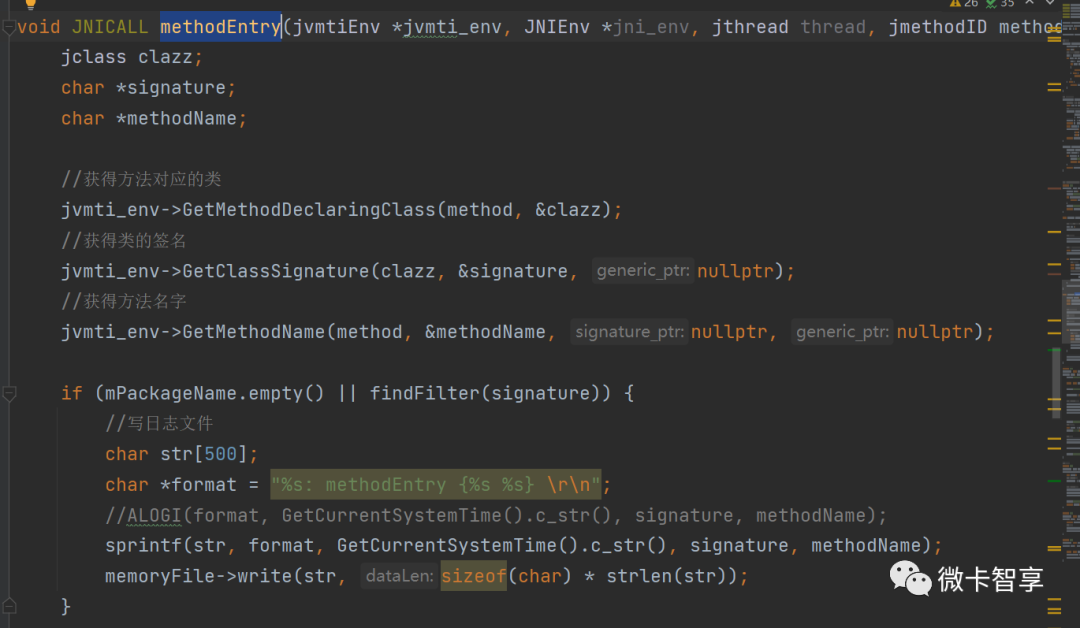 26 35
void JNICALL methodEntry(jvmtiEnv *jvmti_env, JNIEnv *jni_env, jthread thread, jmethodID
jclass clazz;
char *signature;
char *methodName;
//获得方法对应的类
jvmti_env->GetMethodDeclaringClass(method, &clazz);
//获得类的签名
jvmti_env->GetClassSignature(clazz, &signature, generic_ptr: nullptr);
//获得方法名字
jvmti_env->GetMethodName(method, &methodName, signature_ptr: nullptr, generic_ptr: nullptr);
if (mPackageName.empty() || findFilter(signature)) {
//写日志文件
char str[500];
char *format = "%s: methodEntry {%s %s} \r\n";
//ALOGI(format, GetCurrentSystemTime().c_str(), signature, methodName);
sprintf(str, format, GetCurrentSystemTime().c_str(), signature, methodName);
memoryFile->write(str, dataLen: sizeof(char) * strlen(str));
}
微卡智享